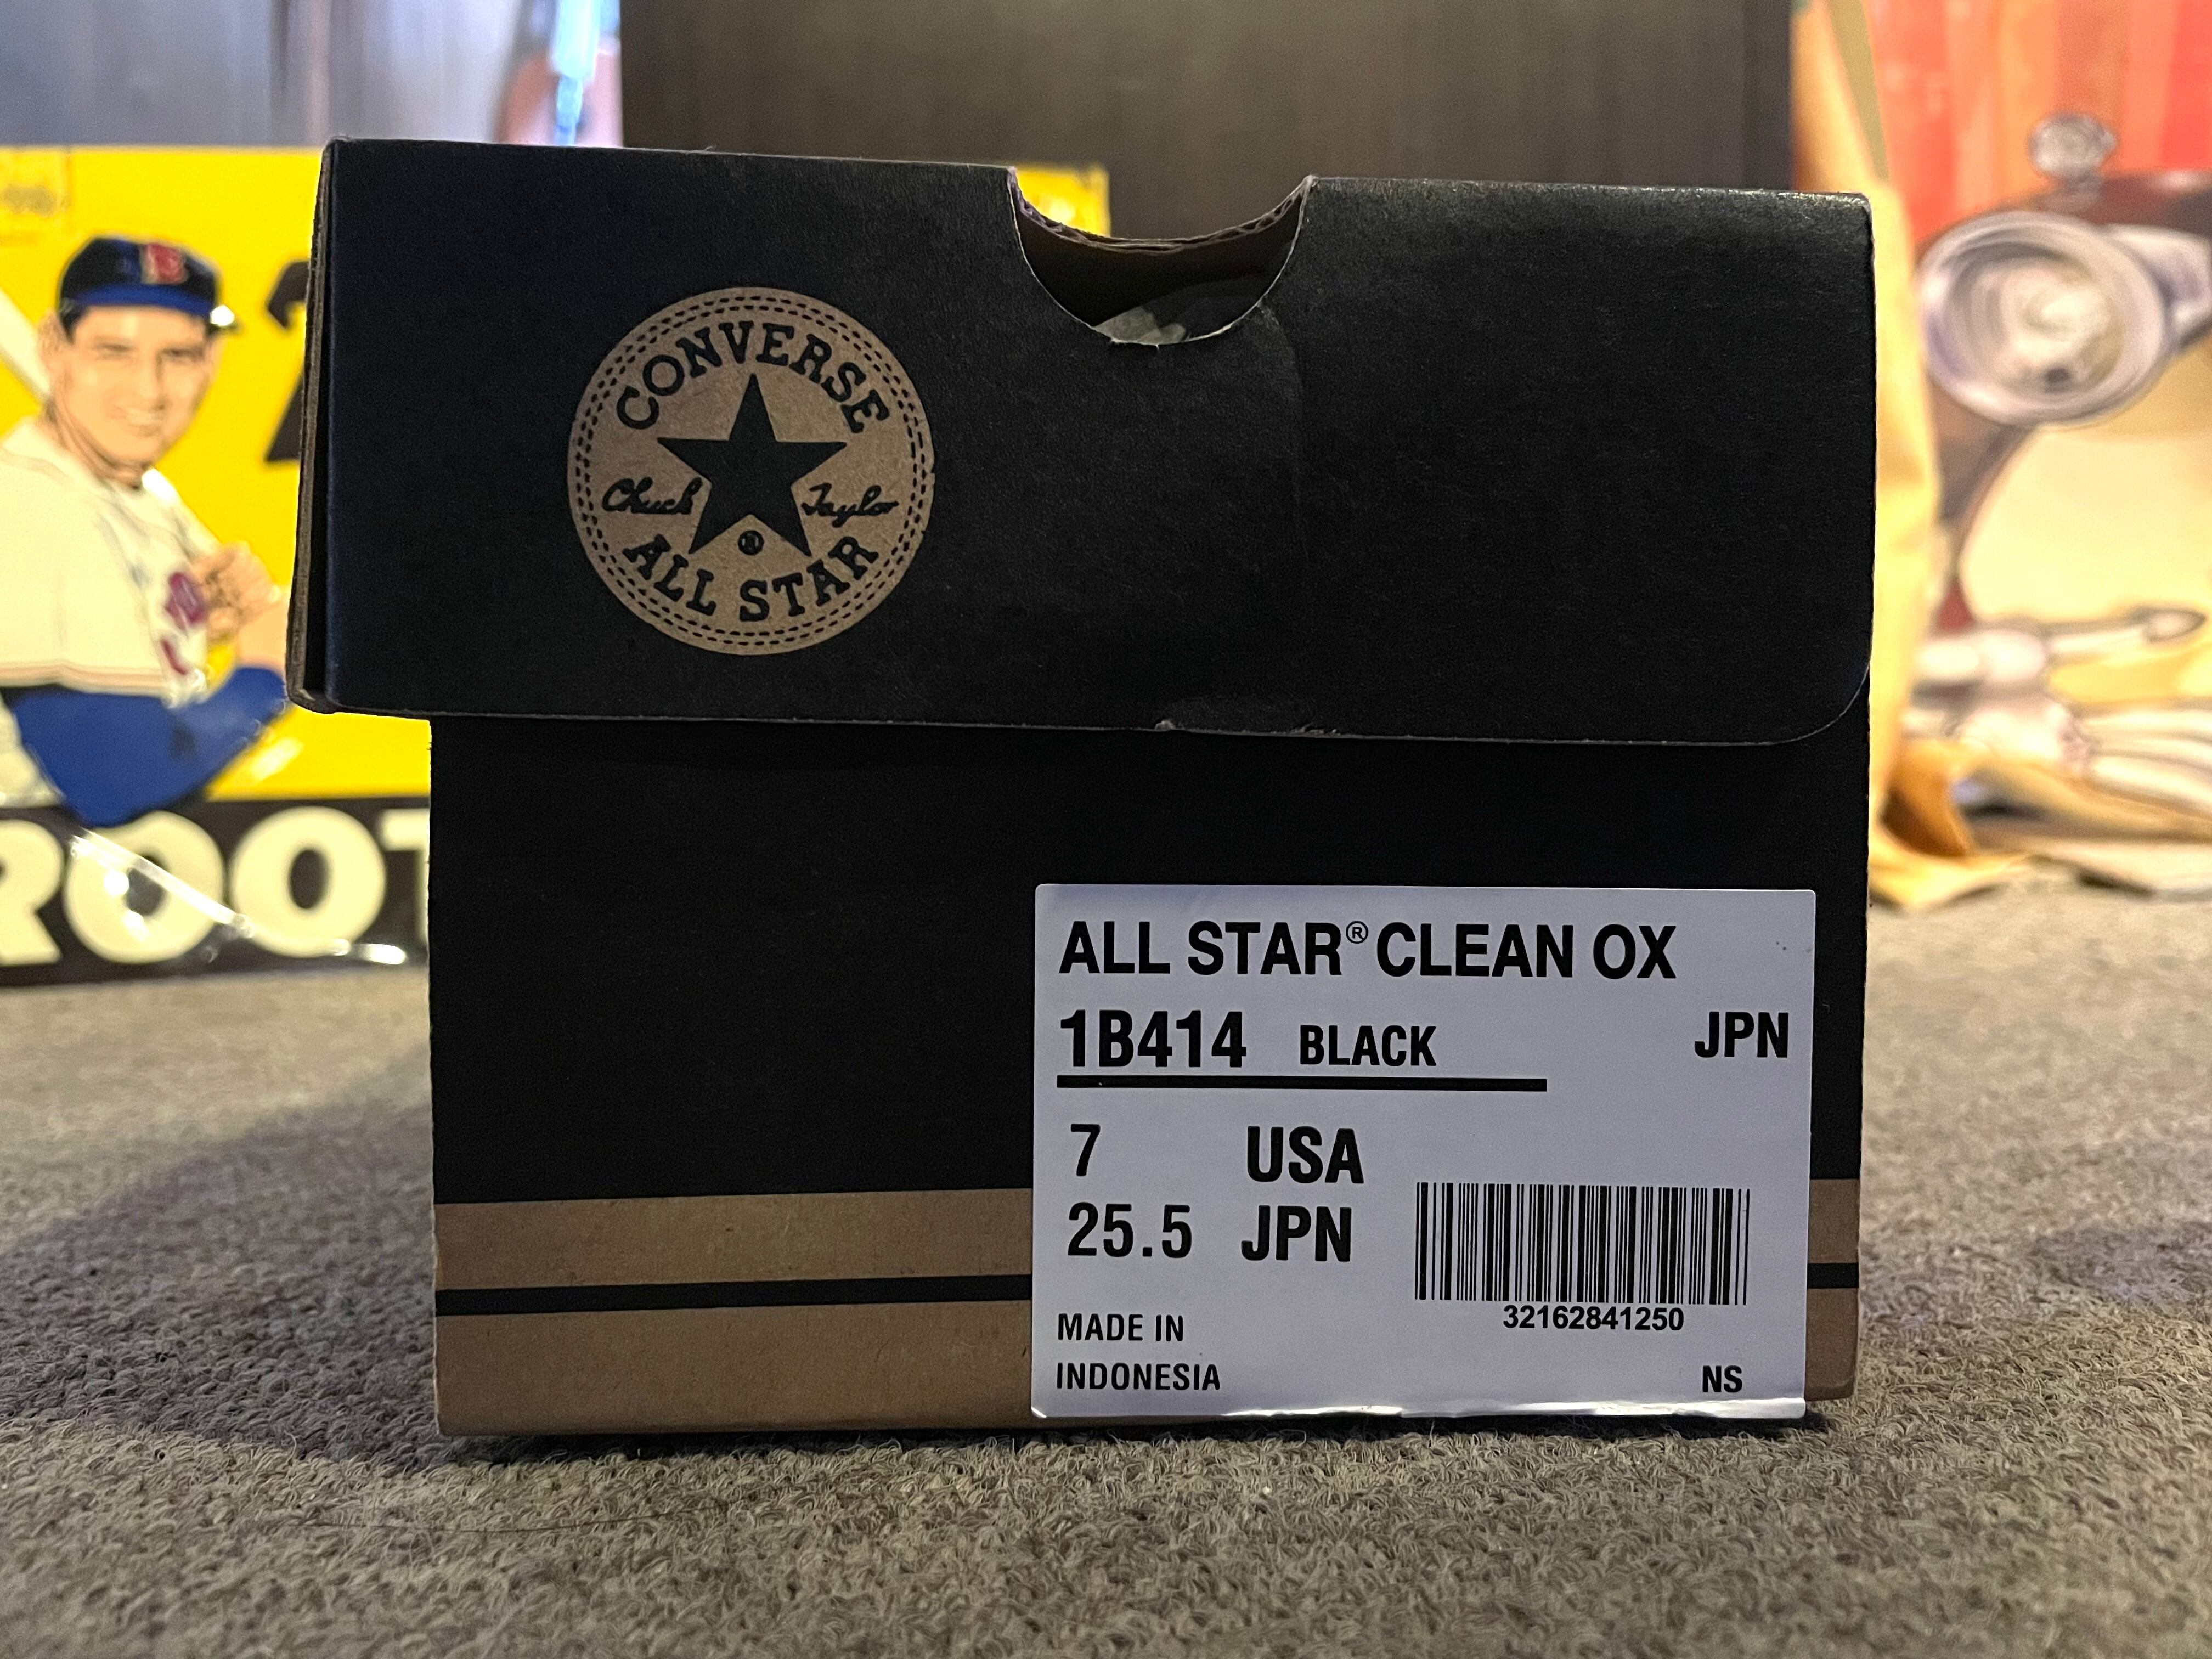 CONVERSE
Chuck Taylor
®
ALL STAR
ROOT
ALL STAR® CLEAN OX
1B414 BLACK JPN
7 USA
25.5 JPN
32162841250
MADE IN
INDONESIA
NS
B